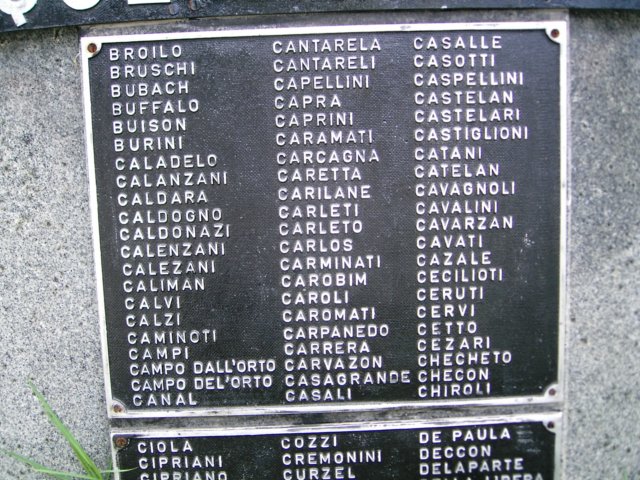 BROILO
BRUSCHI
BUBACH
BUFFALO
BUISON
BURINI
CALADELO
CALANZANI
CALDARA
CALDOGNO
CALDONAZI
CALENZANI
CALEZANI
CALIMAN
CALVI
CALZI
CAMINOTI
CAMPI
CAMPO DALL'ORTO
CAMPO DEL'ORTO
CANAL
CANTARELA
CANTARELI
CAPELLINI
CAPRA
CAPRINI
CARAMATI
CARCAGNA
CARETTA
CARILANE
CARLETI
CARLETO
CARLOS
CARMINATI
CAROBIM
CAROLI
CAROMATI
CARPANEDO
CARRERA
CARVAZON
CASAGRANDE
CASALI
CASALLE
CASOTTI
CASPELLINI
CASTELAN
CASTELARI
CASTIGLIONI
CATANI
CATELAN
CAVAGNOLI
CAVALINI
CAVARZAN
CAVATI
CAZALE
CECILIOTI
CERUTI
CERVI
CETTO
CEZARI
CHECHETO
CHECON
CHIROLI
CIOLA
CIPRIANI
CIPRIANO
COZZI
CREMONINI
CURZEL
DE PAULA
DECCON
DELAPARTE